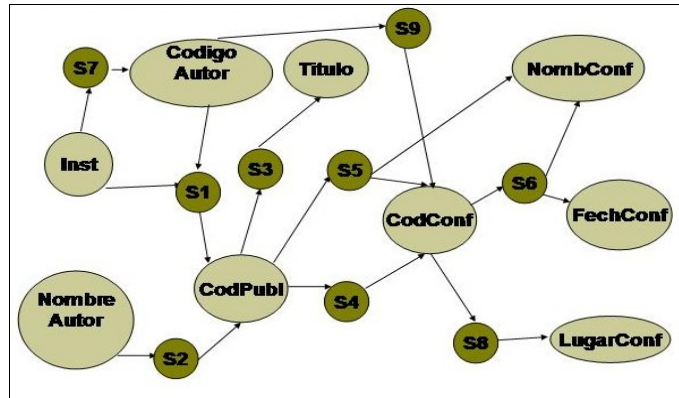 S9
Codigo
Autor
Titulo
NombConf
S7
Inst
S3
S5
S6
S1
FechConf
CodConf
CodPubl
S4
Nombre
Autor
S2
S8
LugarConf